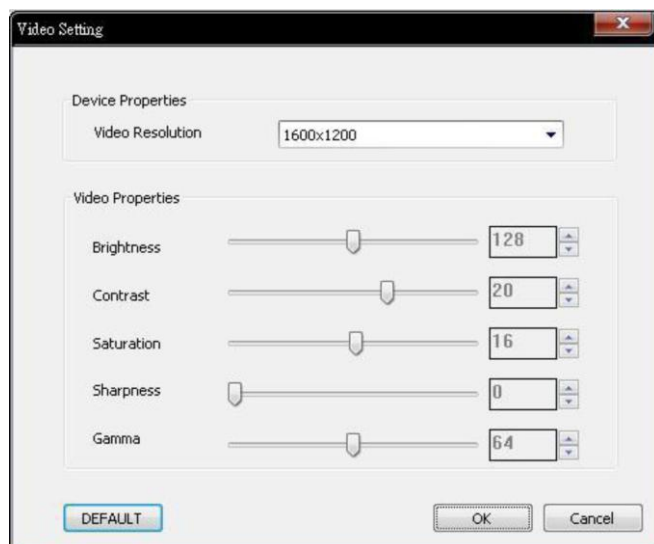 Video Setting
Device Properties
Video Resolution 1600x1200
Video Properties
Brightness 128
Contrast 20
Saturation 16
Sharpness 0
Gamma 64
DEFAULT OK Cancel